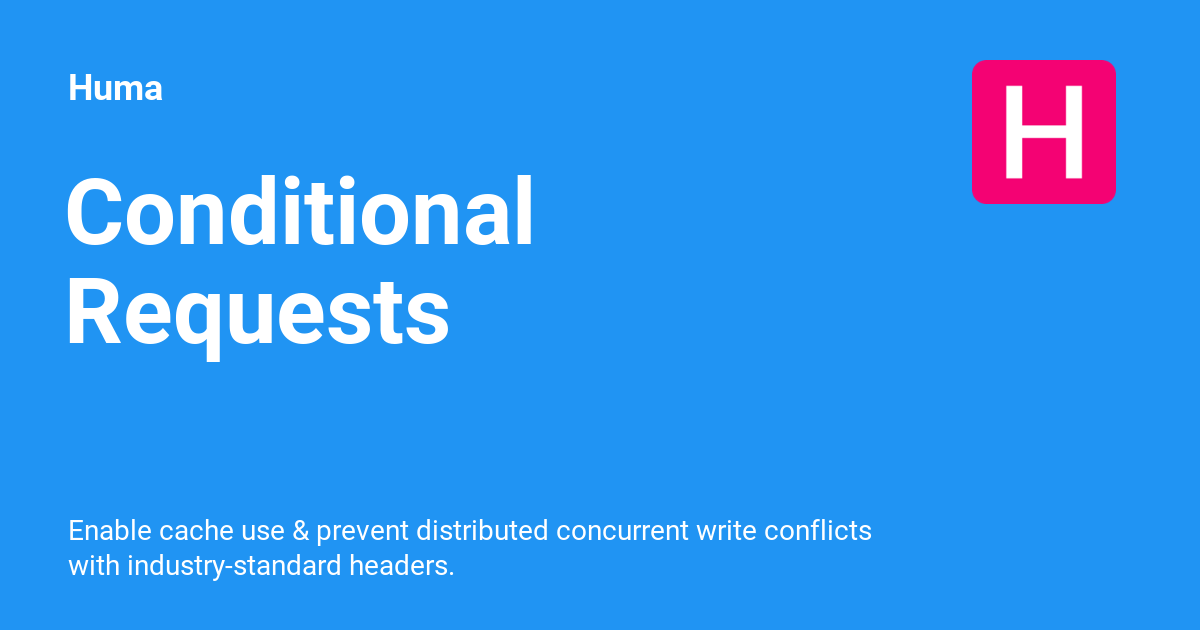 Huma
H
Conditional
Requests
Enable cache use & prevent distributed concurrent write conflicts
with industry-standard headers.